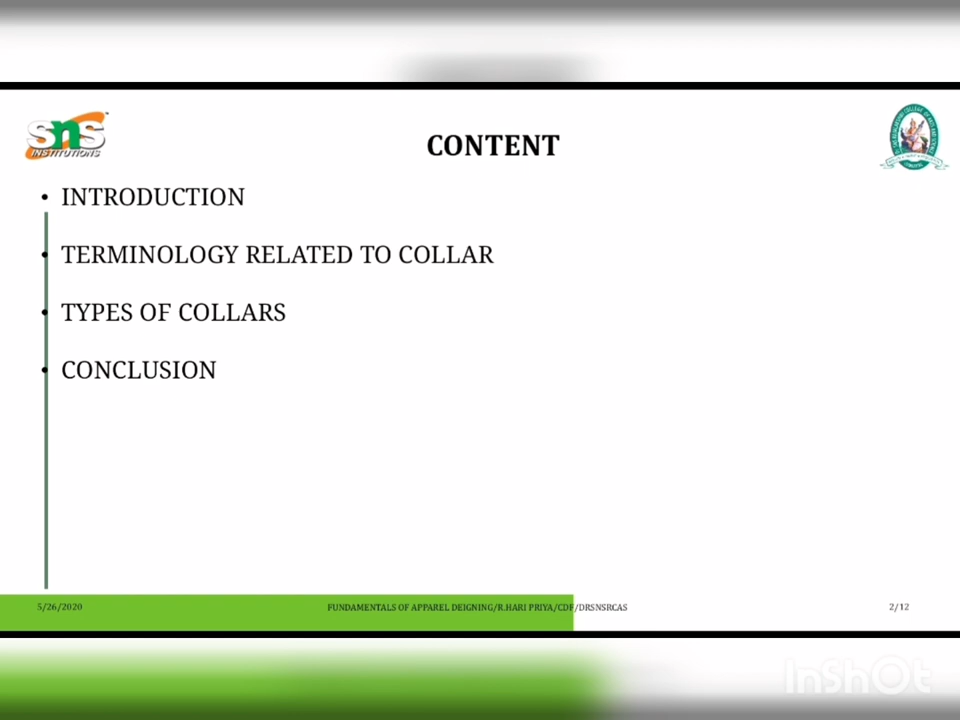 sns
INSTITUTIONS
CONTENT
• INTRODUCTION
• TERMINOLOGY RELATED TO COLLAR
• TYPES OF COLLARS
• CONCLUSION
5/26/2020
FUNDAMENTALS OF APPAREL DEIGNING/R.HARI PRIYA/CDF/DRSNSRCAS
2/12
InShOt